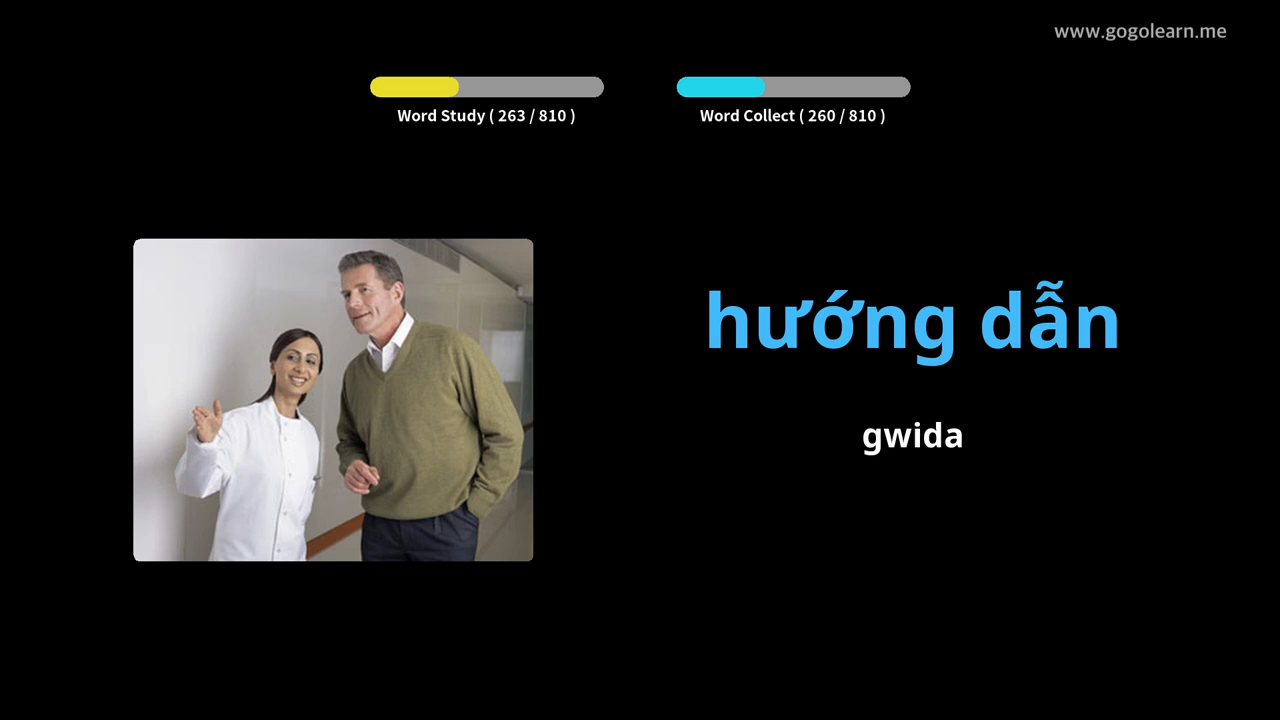 www.gogolearn.me
Word Study ( 263 / 810 )
Word Collect ( 260 / 810 )
hướng dẫn
gwida